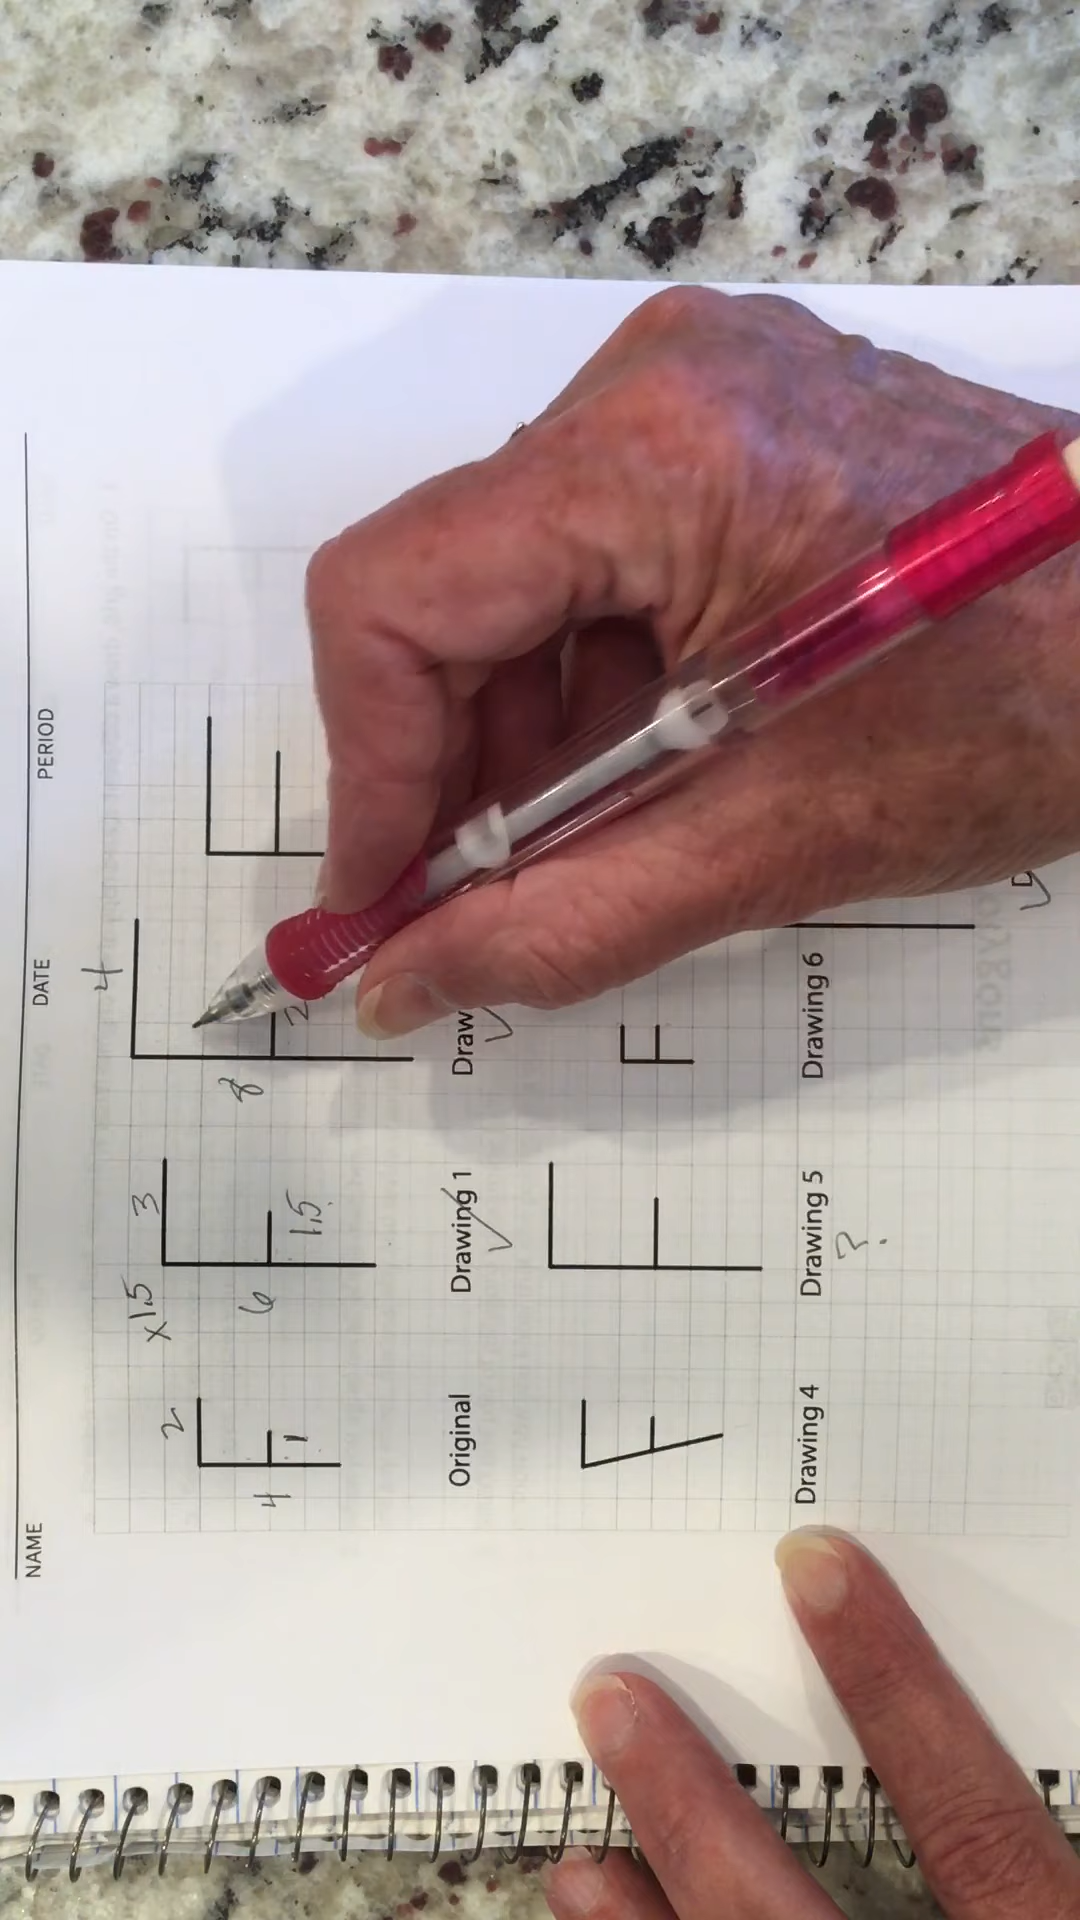 NAME DATE PERIOD
x1.5
2 3 4
4 1 6 1.5 8 2
Original Drawing 1 Draw
Drawing 4 Drawing 5 Drawing 6 D
?